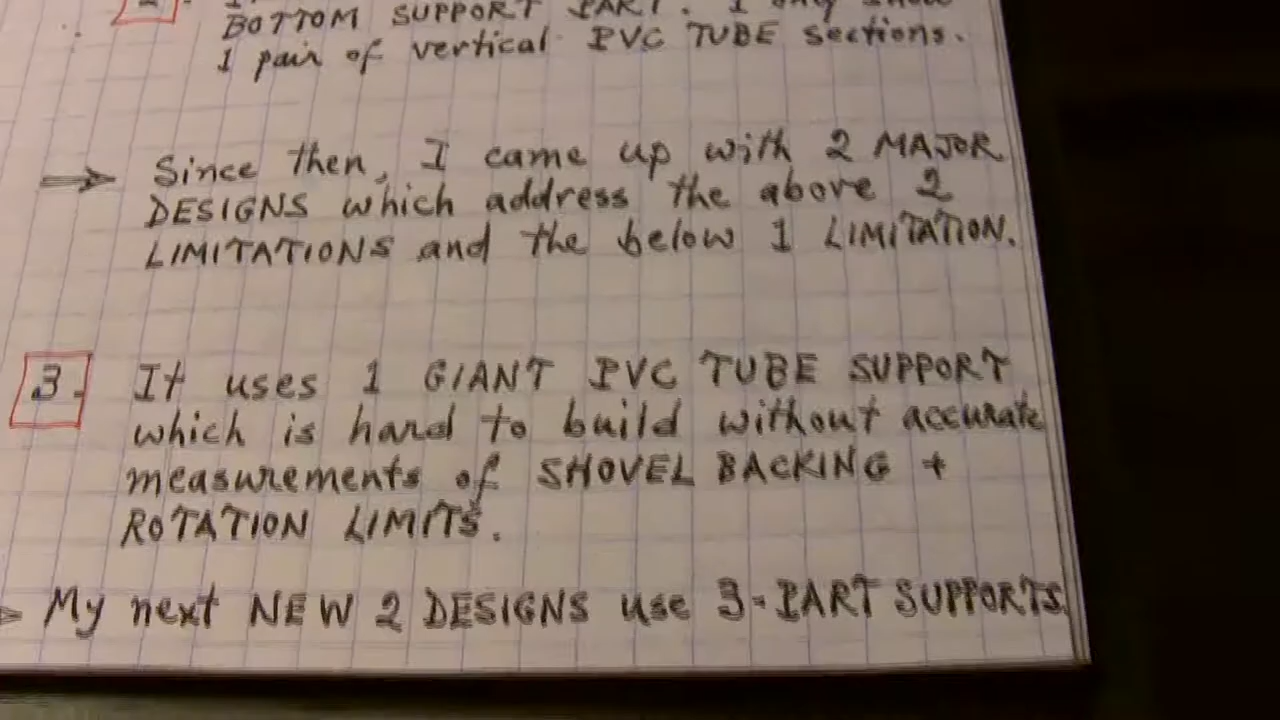 BOTTOM SUPPORT PART. I only show
1 pair of vertical PVC TUBE sections.
⇒ Since then, I came up with 2 MAJOR
DESIGNS which address the above 2
LIMITATIONS and the below 1 LIMITATION.
3. It uses 1 GIANT PVC TUBE SUPPORT
which is hard to build without accurate
measurements of SHOVEL BACKING +
ROTATION LIMITS.
My next NEW 2 DESIGNS use 3-PART SUPPORTS.